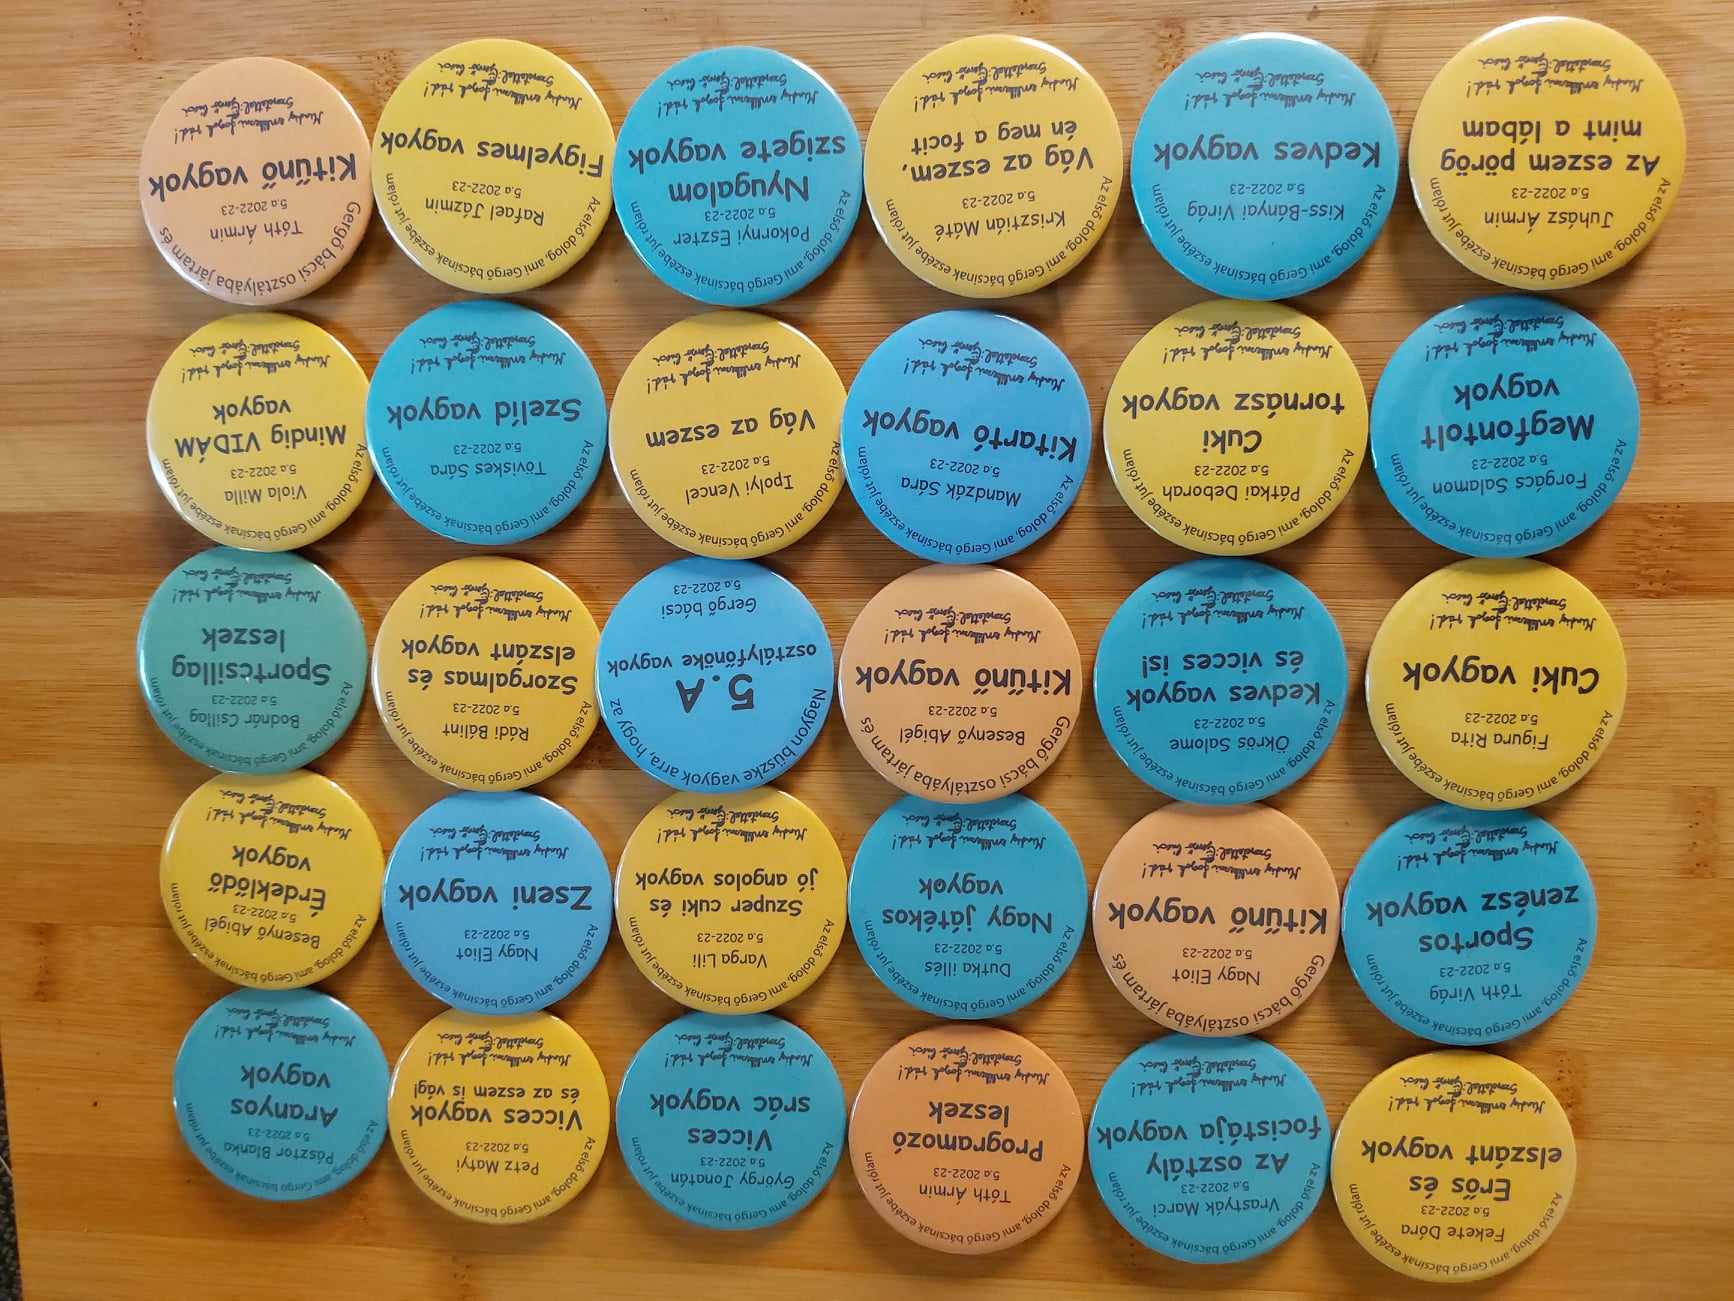 Az első dolog, ami Gergő bácsinak eszébe jut rólam
Fekete Dóra
5.a 2022-23
Erős és
elszánt vagyok
Mindig emlékezni fogok rád!
Szeretettel: Gergő bácsi
Az első dolog, ami Gergő bácsinak eszébe jut rólam
Vrastyák Marci
5.a 2022-23
Az osztály
focistája vagyok
Mindig emlékezni fogok rád!
Szeretettel: Gergő bácsi
Az első dolog, ami Gergő bácsinak eszébe jut rólam
Tóth Ármin
5.a 2022-23
Programozó
leszek
Mindig emlékezni fogok rád!
Szeretettel: Gergő bácsi
Az első dolog, ami Gergő bácsinak eszébe jut rólam
György Jonatán
5.a 2022-23
Vicces
srác vagyok
Mindig emlékezni fogok rád!
Szeretettel: Gergő bácsi
Az első dolog, ami Gergő bácsinak eszébe jut rólam
Petz Matyi
5.a 2022-23
Vicces vagyok
és az eszem is vág!
Mindig emlékezni fogok rád!
Szeretettel: Gergő bácsi
Az első dolog, ami Gergő bácsinak eszébe jut rólam
Pásztor Blanka
5.a 2022-23
Aranyos
vagyok
Mindig emlékezni fogok rád!
Szeretettel: Gergő bácsi
Az első dolog, ami Gergő bácsinak eszébe jut rólam
Tóth Virág
5.a 2022-23
Sportos
zenész vagyok
Mindig emlékezni fogok rád!
Szeretettel: Gergő bácsi
Gergő bácsi osztályába jártam és
Nagy Eliot
5.a 2022-23
Kitűnő vagyok
Mindig emlékezni fogok rád!
Szeretettel: Gergő bácsi
Az első dolog, ami Gergő bácsinak eszébe jut rólam
Dutka illés
5.a 2022-23
Nagy játékos
vagyok
Mindig emlékezni fogok rád!
Szeretettel: Gergő bácsi
Az első dolog, ami Gergő bácsinak eszébe jut rólam
Varga Lili
5.a 2022-23
Szuper cuki és
jó angolos vagyok
Mindig emlékezni fogok rád!
Szeretettel: Gergő bácsi
Az első dolog, ami Gergő bácsinak eszébe jut rólam
Nagy Eliot
5.a 2022-23
Zseni vagyok
Mindig emlékezni fogok rád!
Szeretettel: Gergő bácsi
Az első dolog, ami Gergő bácsinak eszébe jut rólam
Besenyő Abigél
5.a 2022-23
Érdeklődő
vagyok
Mindig emlékezni fogok rád!
Szeretettel: Gergő bácsi
Az első dolog, ami Gergő bácsinak eszébe jut rólam
Figura Rita
5.a 2022-23
Cuki vagyok
Mindig emlékezni fogok rád!
Szeretettel: Gergő bácsi
Az első dolog, ami Gergő bácsinak eszébe jut rólam
Ökrös Salome
5.a 2022-23
Kedves vagyok
és vicces is!
Mindig emlékezni fogok rád!
Szeretettel: Gergő bácsi
Gergő bácsi osztályába jártam és
Besenyő Abigél
5.a 2022-23
Kitűnő vagyok
Mindig emlékezni fogok rád!
Szeretettel: Gergő bácsi
Nagyon büszke vagyok arra, hogy az
5.A
osztályfőnöke vagyok
Gergő bácsi
5.a 2022-23
Az első dolog, ami Gergő bácsinak eszébe jut rólam
Rádi Bálint
5.a 2022-23
Szorgalmas és
elszánt vagyok
Mindig emlékezni fogok rád!
Szeretettel: Gergő bácsi
Az első dolog, ami Gergő bácsinak eszébe jut rólam
Bodnár Csillag
5.a 2022-23
Sportcsillag
leszek
Mindig emlékezni fogok rád!
Szeretettel: Gergő bácsi
Az első dolog, ami Gergő bácsinak eszébe jut rólam
Forgács Salamon
5.a 2022-23
Megfontolt
vagyok
Mindig emlékezni fogok rád!
Szeretettel: Gergő bácsi
Az első dolog, ami Gergő bácsinak eszébe jut rólam
Pátkai Deborah
5.a 2022-23
Cuki
tornász vagyok
Mindig emlékezni fogok rád!
Szeretettel: Gergő bácsi
Az első dolog, ami Gergő bácsinak eszébe jut rólam
Mandzák Sára
5.a 2022-23
Kitartó vagyok
Mindig emlékezni fogok rád!
Szeretettel: Gergő bácsi
Az első dolog, ami Gergő bácsinak eszébe jut rólam
Ipolyi Vencel
5.a 2022-23
Vág az eszem
Mindig emlékezni fogok rád!
Szeretettel: Gergő bácsi
Az első dolog, ami Gergő bácsinak eszébe jut rólam
Töviskes Sára
5.a 2022-23
Szelíd vagyok
Mindig emlékezni fogok rád!
Szeretettel: Gergő bácsi
Az első dolog, ami Gergő bácsinak eszébe jut rólam
Viola Milla
5.a 2022-23
Mindig VIDÁM
vagyok
Mindig emlékezni fogok rád!
Szeretettel: Gergő bácsi
Az első dolog, ami Gergő bácsinak eszébe jut rólam
Juhász Ármin
5.a 2022-23
Az eszem pörög
mint a lábam
Mindig emlékezni fogok rád!
Szeretettel: Gergő bácsi
Az első dolog, ami Gergő bácsinak eszébe jut rólam
Kiss-Bányai Virág
5.a 2022-23
Kedves vagyok
Mindig emlékezni fogok rád!
Szeretettel: Gergő bácsi
Az első dolog, ami Gergő bácsinak eszébe jut rólam
Krisztián Máté
5.a 2022-23
Vág az eszem,
én meg a focit
Mindig emlékezni fogok rád!
Szeretettel: Gergő bácsi
Az első dolog, ami Gergő bácsinak eszébe jut rólam
Pokornyi Eszter
5.a 2022-23
Nyugalom
szigete vagyok
Mindig emlékezni fogok rád!
Szeretettel: Gergő bácsi
Az első dolog, ami Gergő bácsinak eszébe jut rólam
Rafael Jázmin
5.a 2022-23
Figyelmes vagyok
Mindig emlékezni fogok rád!
Szeretettel: Gergő bácsi
Gergő bácsi osztályába jártam és
Tóth Ármin
5.a 2022-23
Kitűnő vagyok
Mindig emlékezni fogok rád!
Szeretettel: Gergő bácsi